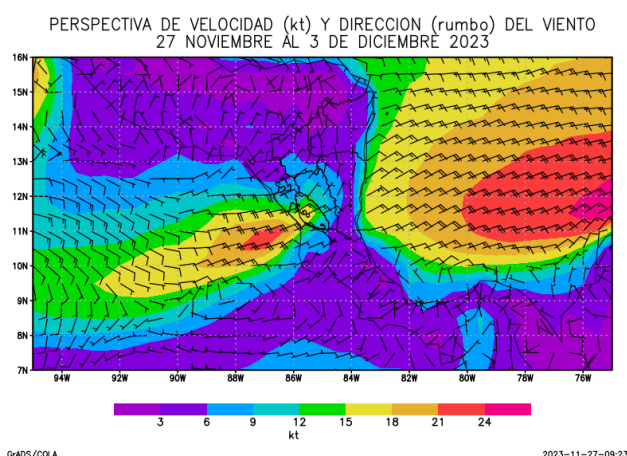 PERSPECTIVA DE VELOCIDAD (kt) Y DIRECCION (rumbo) DEL VIENTO
27 NOVIEMBRE AL 3 DE DICIEMBRE 2023
16N
15N
14N
13N
12N
11N
10N
9N
8N
7N
94W 92W 90W 88W 86W 84W 82W 80W 78W 76W
3 6 9 12 15 18 21 24
kt
GrADS/COLA 2023-11-27-09:23